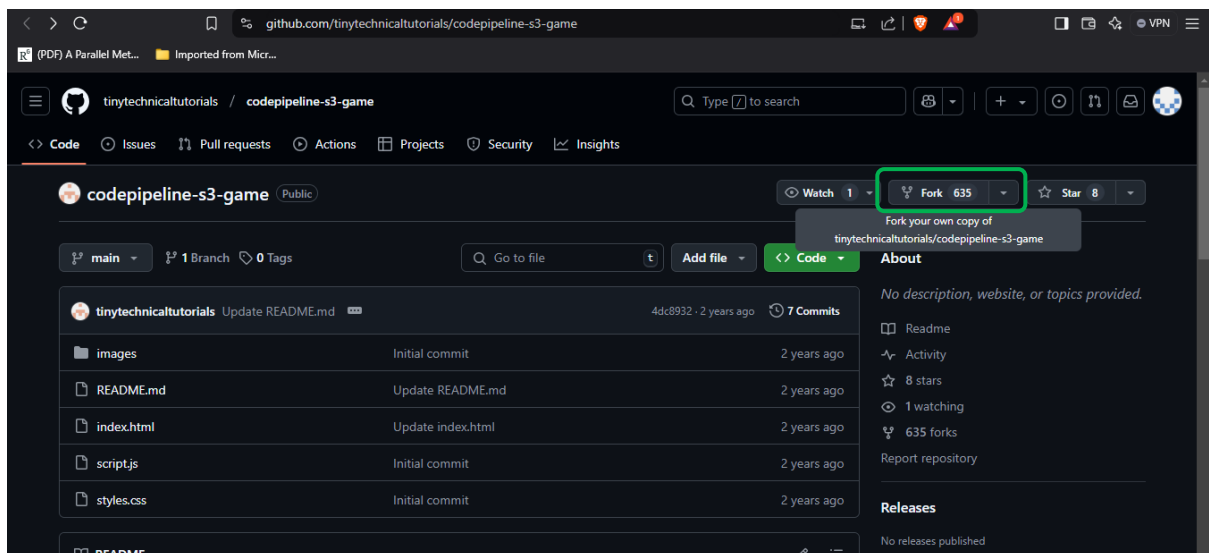 github.com/tinytechnicaltutorials/codepipeline-s3-game
VPN
(PDF) A Parallel Met...
Imported from Micr...
tinytechnicaltutorials / codepipeline-s3-game
Type / to search
Code
Issues
Pull requests
Actions
Projects
Security
Insights
codepipeline-s3-game Public
Watch 1
Fork 635
Star 8
Fork your own copy of
tinytechnicaltutorials/codepipeline-s3-game
main
1 Branch
0 Tags
Go to file
t
Add file
<> Code
About
No description, website, or topics provided.
tinytechnicaltutorials Update README.md
4dc8932 · 2 years ago
7 Commits
Readme
images Initial commit 2 years ago
Activity
README.md Update README.md 2 years ago
8 stars
1 watching
index.html Update index.html 2 years ago
635 forks
script.js Initial commit 2 years ago
Report repository
styles.css Initial commit 2 years ago
Releases
No releases published
README